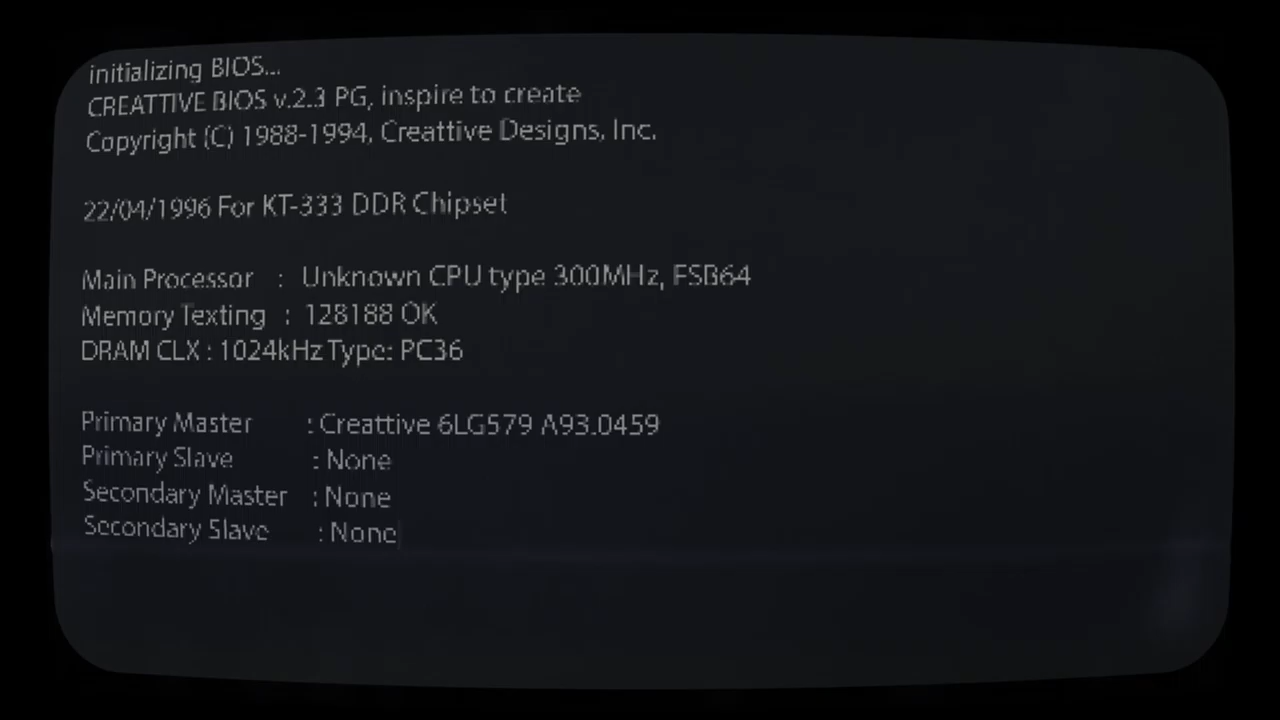 initializing BIOS...
CREATTIVE BIOS v.2.3 PG, inspire to create
Copyright (C) 1988-1994, Creattive Designs, Inc.
22/04/1996 For KT-333 DDR Chipset
Main Processor : Unknown CPU type 300MHz, FSB64
Memory Texting : 128188 OK
DRAM CLX : 1024kHz Type: PC36
Primary Master : Creattive 6LG579 A93.0459
Primary Slave : None
Secondary Master : None
Secondary Slave : None